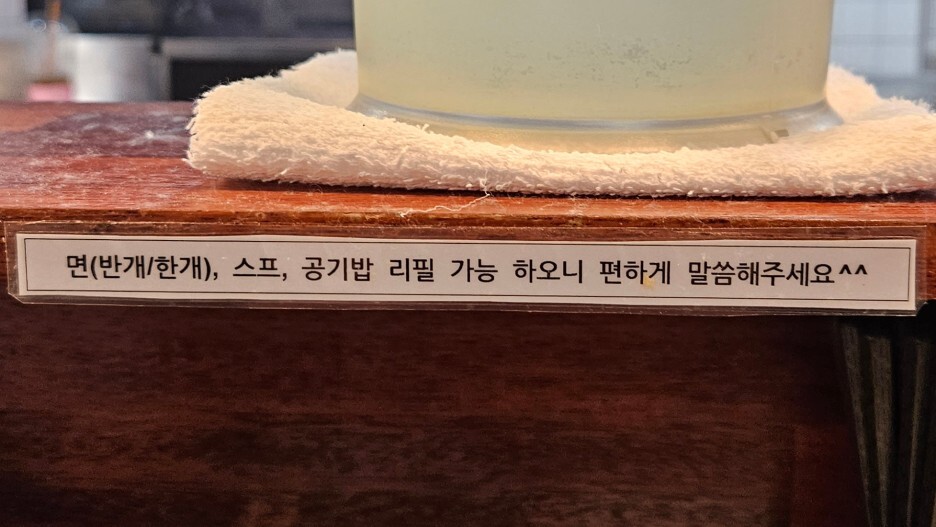 면(반개/한개), 스프, 공기밥 리필 가능 하오니 편하게 말씀해주세요^^